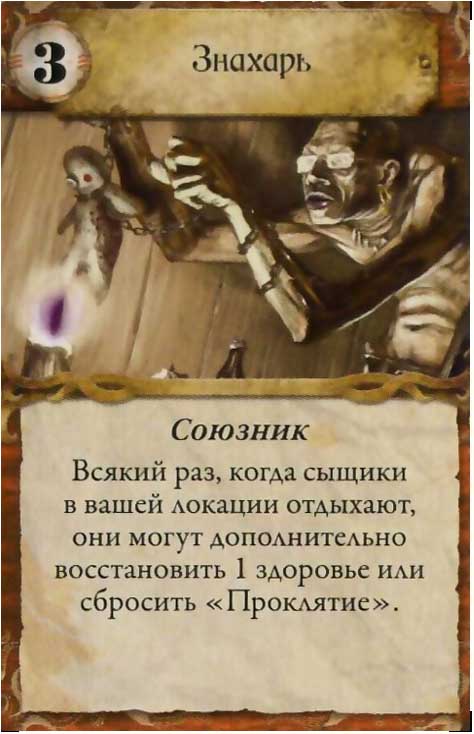 3
Знахарь
Союзник
Всякий раз, когда сыщики
в вашей локации отдыхают,
они могут дополнительно
восстановить 1 здоровье или
сбросить «Проклятие».